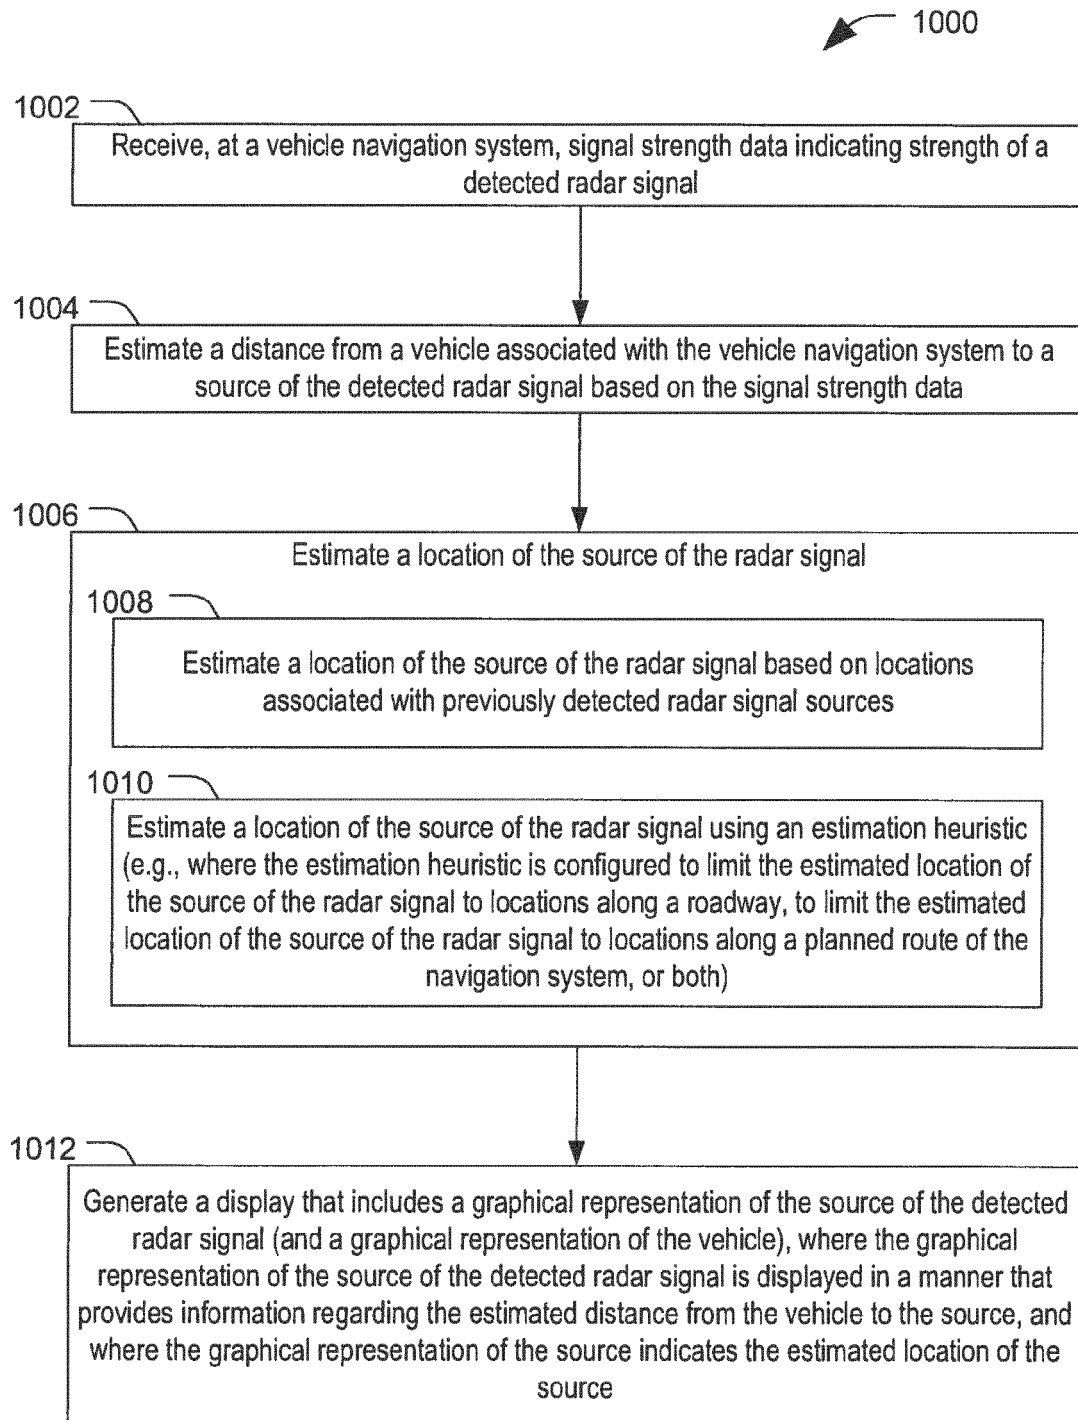 1000
1002
Receive, at a vehicle navigation system, signal strength data indicating strength of a
detected radar signal
1004
Estimate a distance from a vehicle associated with the vehicle navigation system to a
source of the detected radar signal based on the signal strength data
1006
Estimate a location of the source of the radar signal
1008
Estimate a location of the source of the radar signal based on locations
associated with previously detected radar signal sources
1010
Estimate a location of the source of the radar signal using an estimation heuristic
(e.g., where the estimation heuristic is configured to limit the estimated location of
the source of the radar signal to locations along a roadway, to limit the estimated
location of the source of the radar signal to locations along a planned route of the
navigation system, or both)
1012
Generate a display that includes a graphical representation of the source of the detected
radar signal (and a graphical representation of the vehicle), where the graphical
representation of the source of the detected radar signal is displayed in a manner that
provides information regarding the estimated distance from the vehicle to the source, and
where the graphical representation of the source indicates the estimated location of the
source